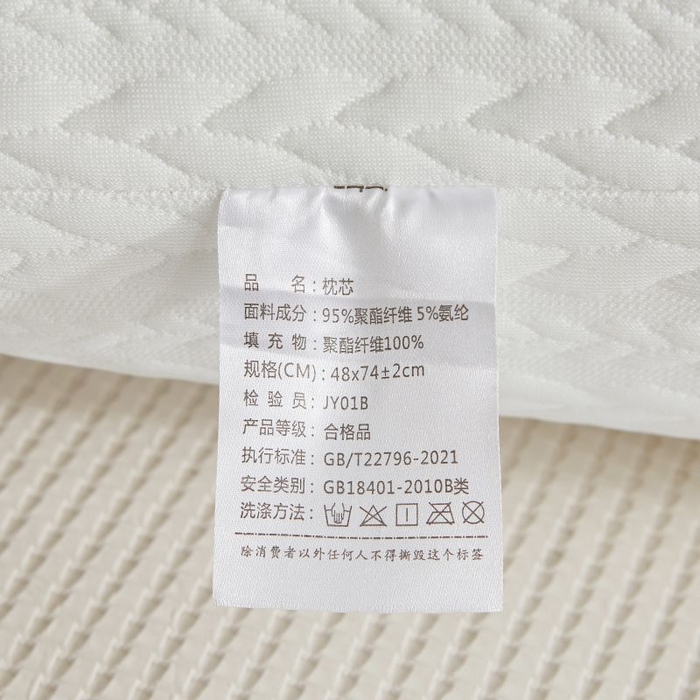 品 名：枕芯
面料成分：95%聚酯纤维 5%氨纶
填 充 物：聚酯纤维100%
规格(CM)：48x74±2cm
检 验 员：JY01B
产品等级：合格品
执行标准：GB/T22796-2021
安全类别：GB18401-2010B类
洗涤方法：
除消费者以外任何人不得撕毁这个标签